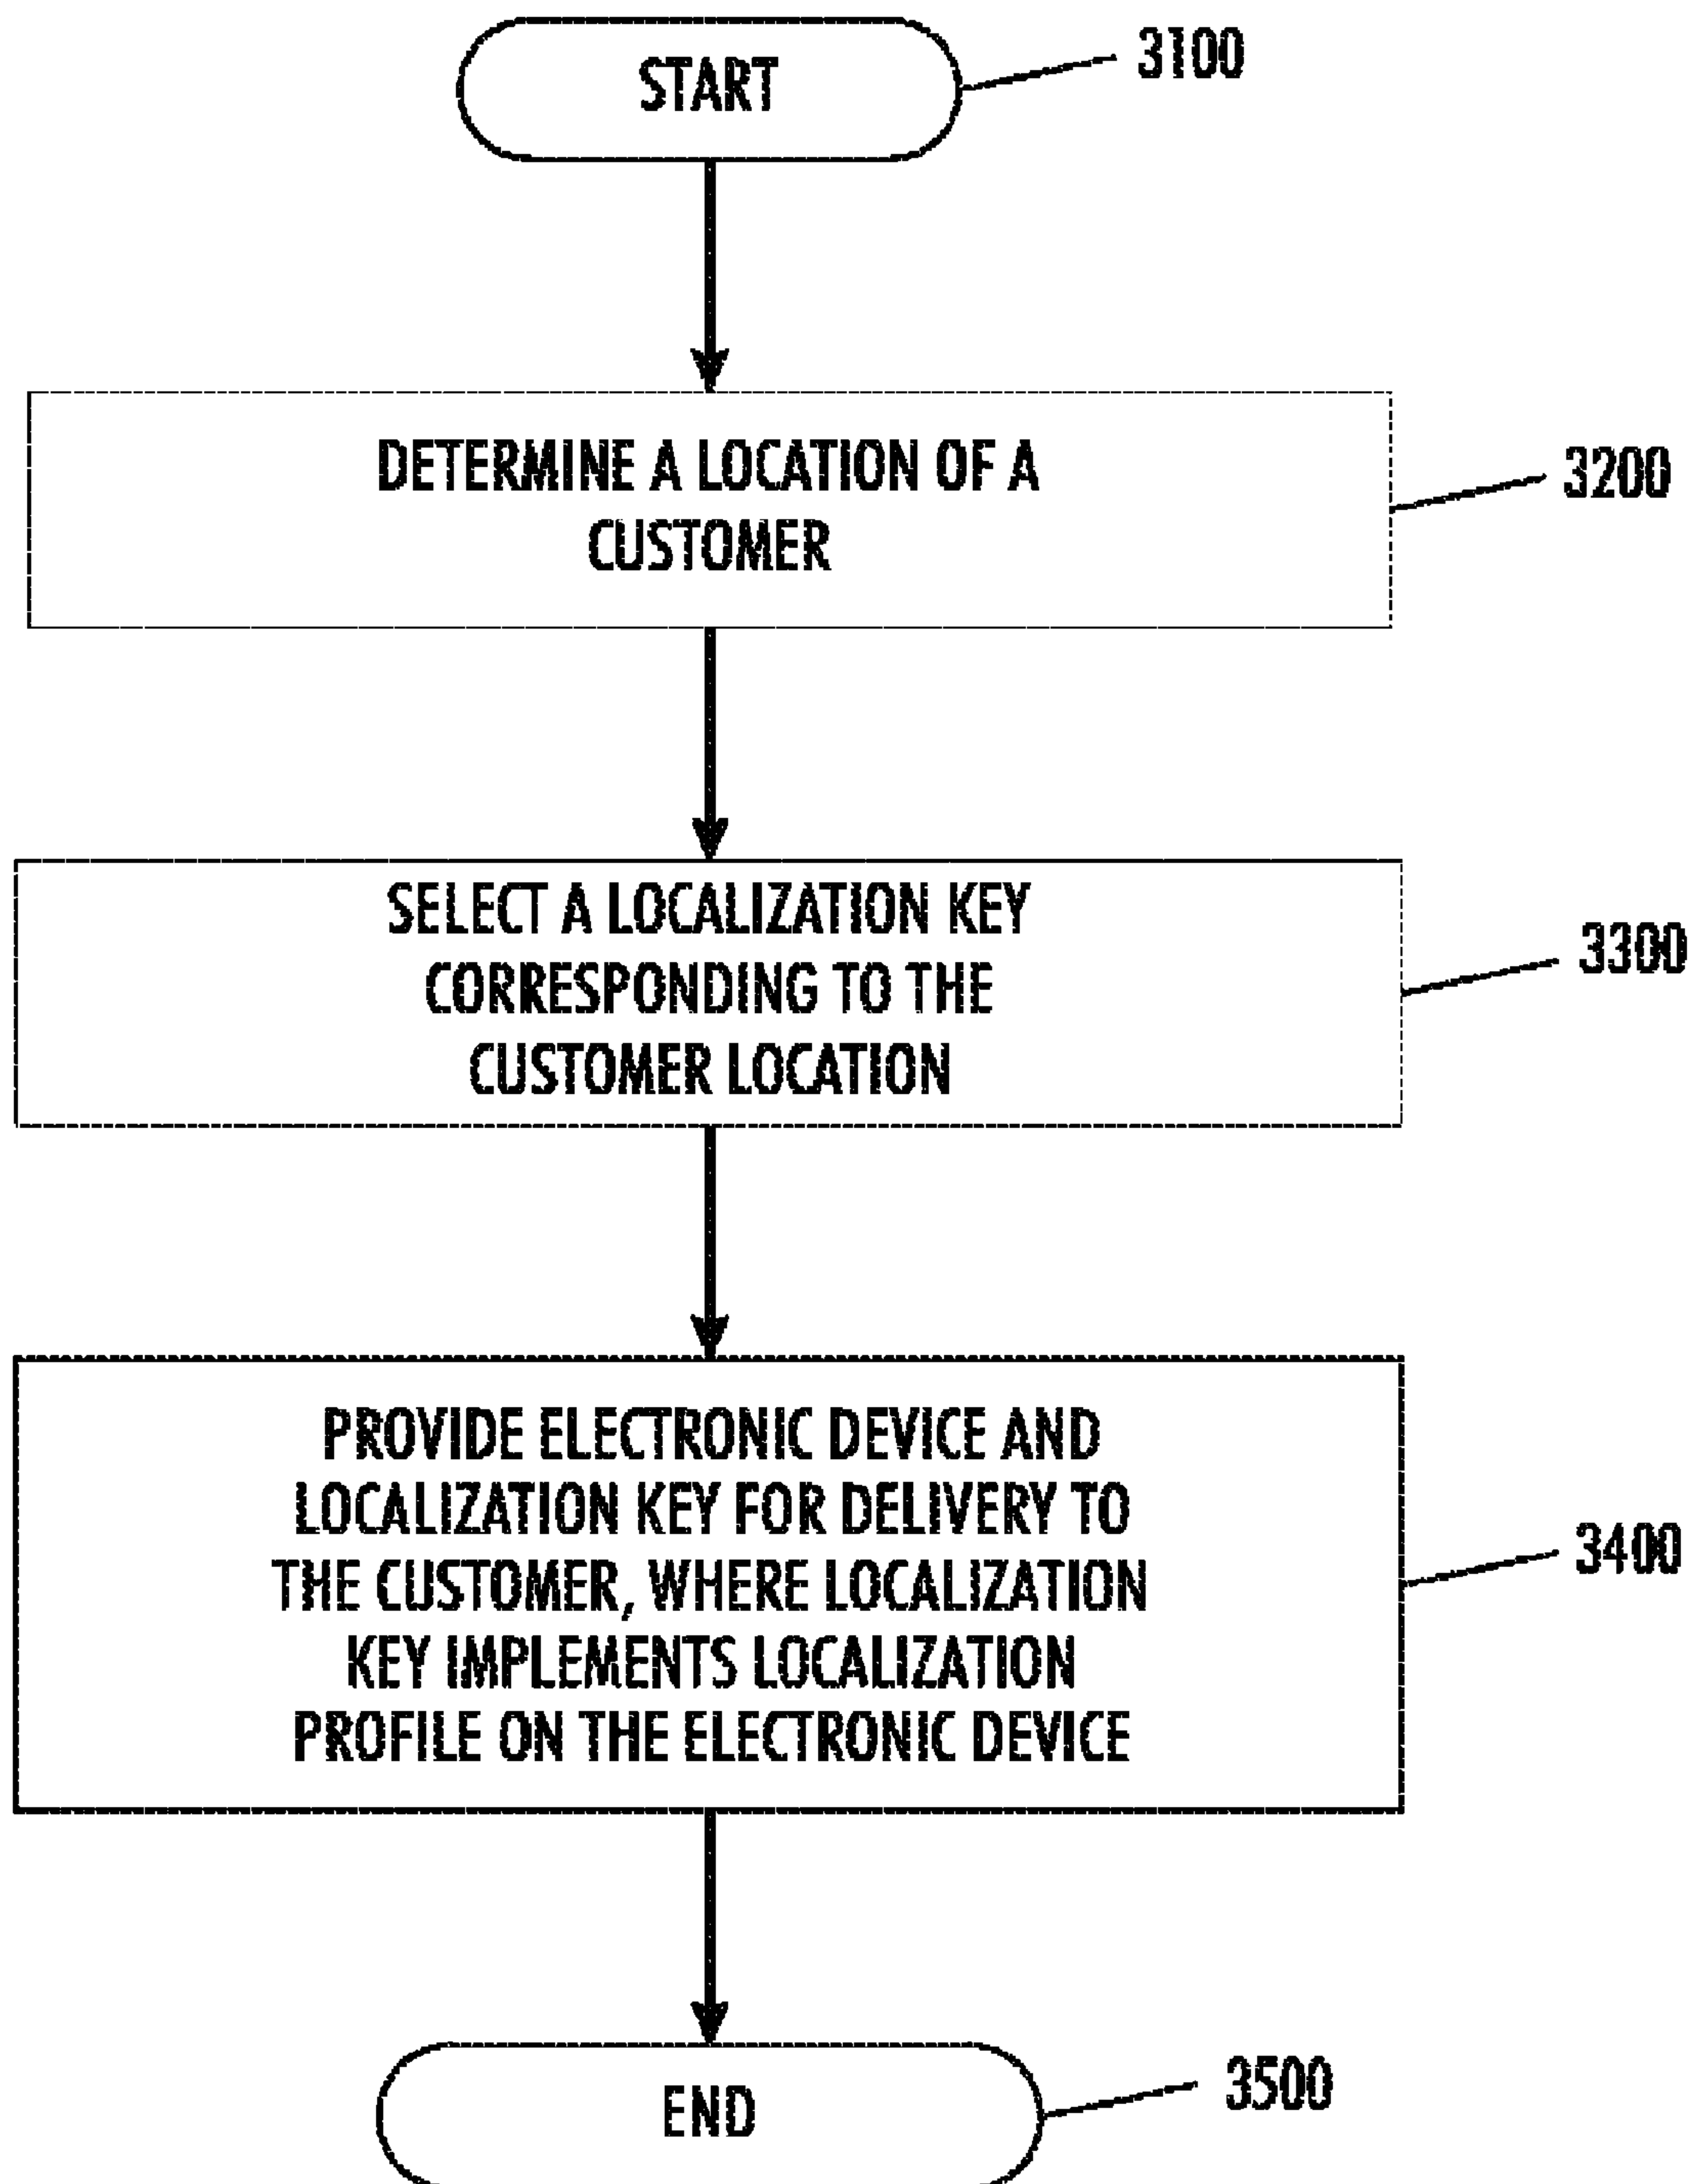 START
3100
DETERMINE A LOCATION OF A
CUSTOMER
3200
SELECT A LOCALIZATION KEY
CORRESPONDING TO THE
CUSTOMER LOCATION
3300
PROVIDE ELECTRONIC DEVICE AND
LOCALIZATION KEY FOR DELIVERY TO
THE CUSTOMER, WHERE LOCALIZATION
KEY IMPLEMENTS LOCALIZATION
PROFILE ON THE ELECTRONIC DEVICE
3400
END
3500